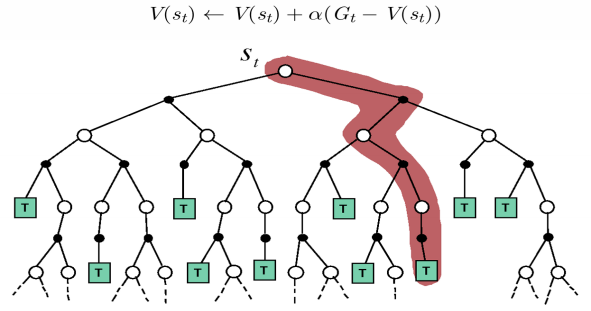 V(s_t) ← V(s_t) + α(G_t − V(s_t))
S_t
T T T T T
T T T T T